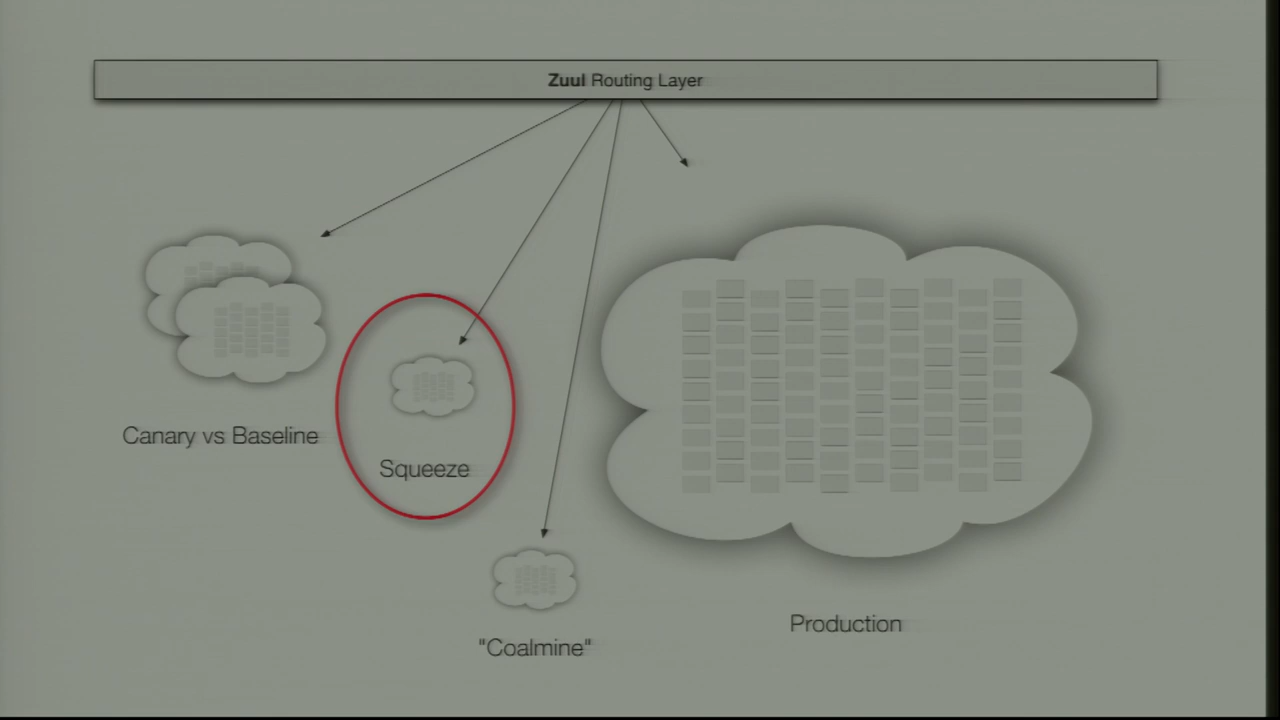 Zuul Routing Layer
Canary vs Baseline
Squeeze
"Coalmine"
Production